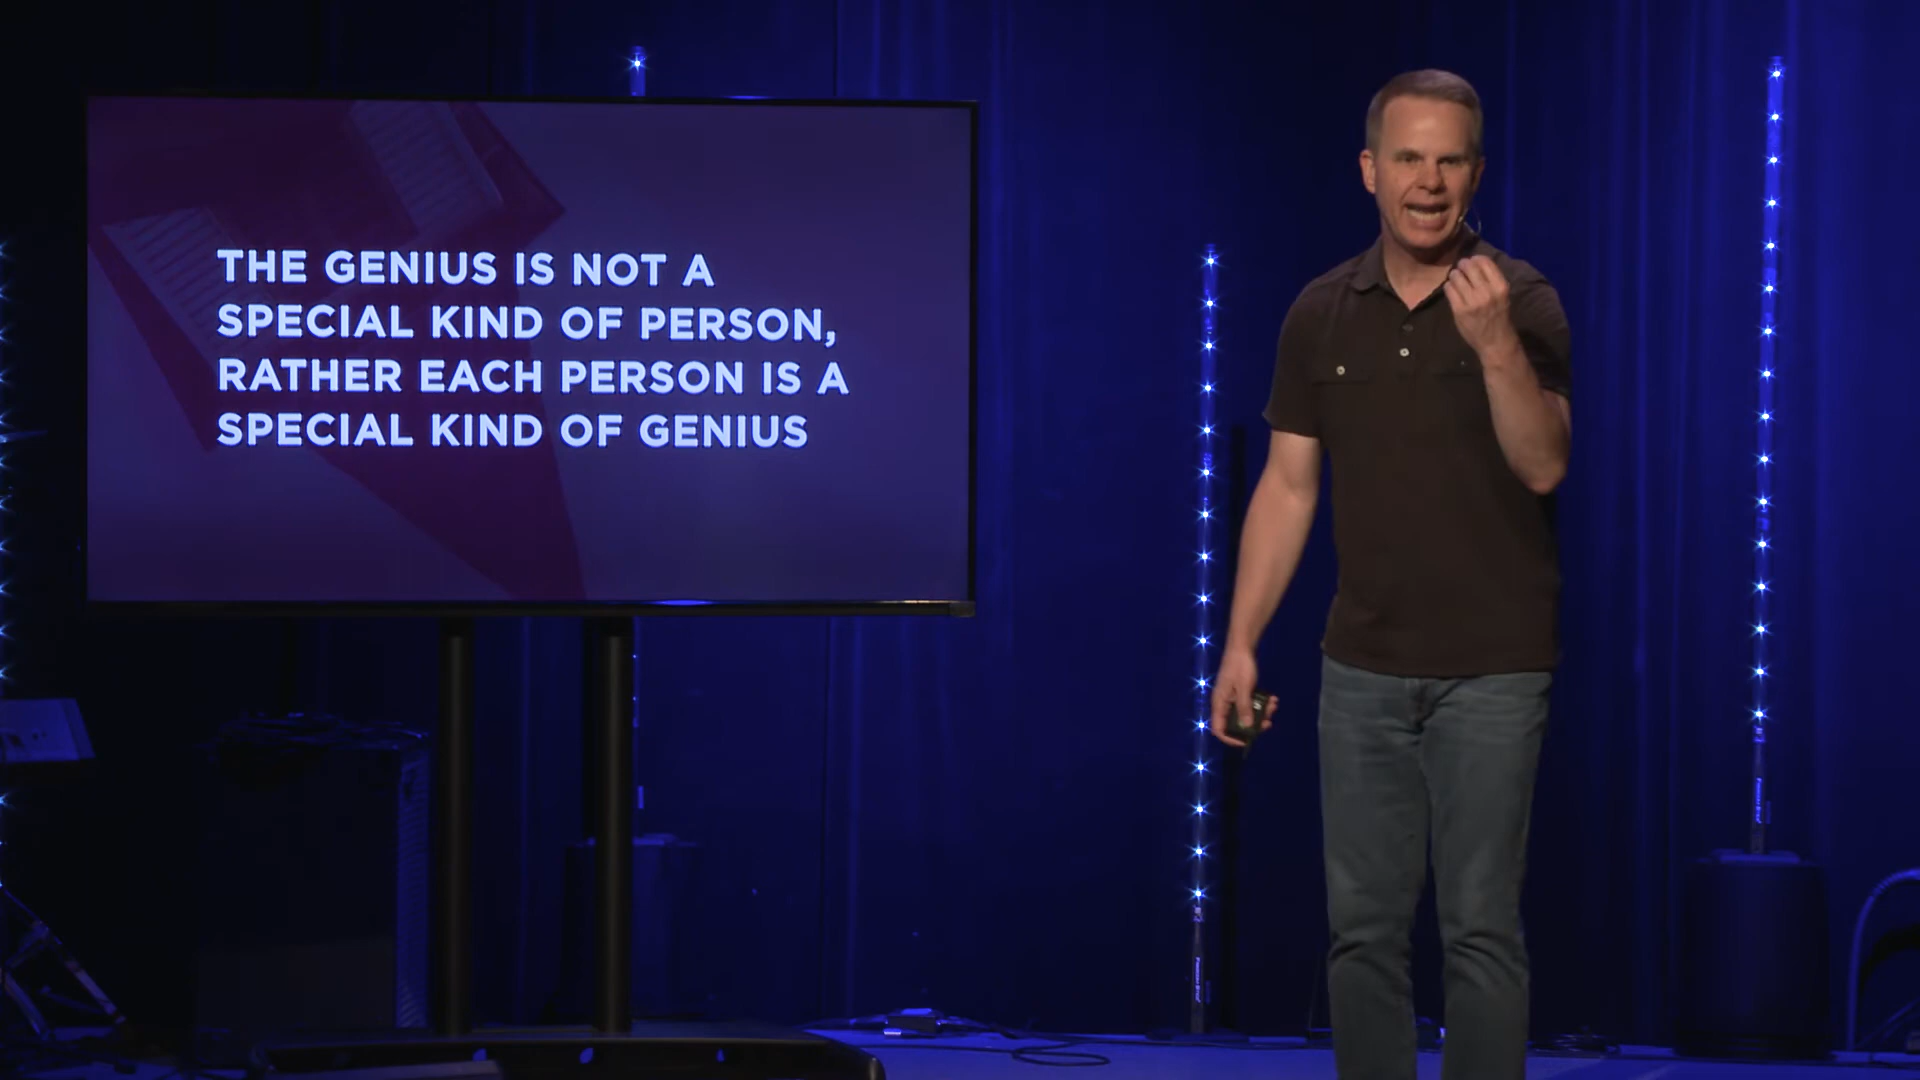 THE GENIUS IS NOT A
SPECIAL KIND OF PERSON,
RATHER EACH PERSON IS A
SPECIAL KIND OF GENIUS